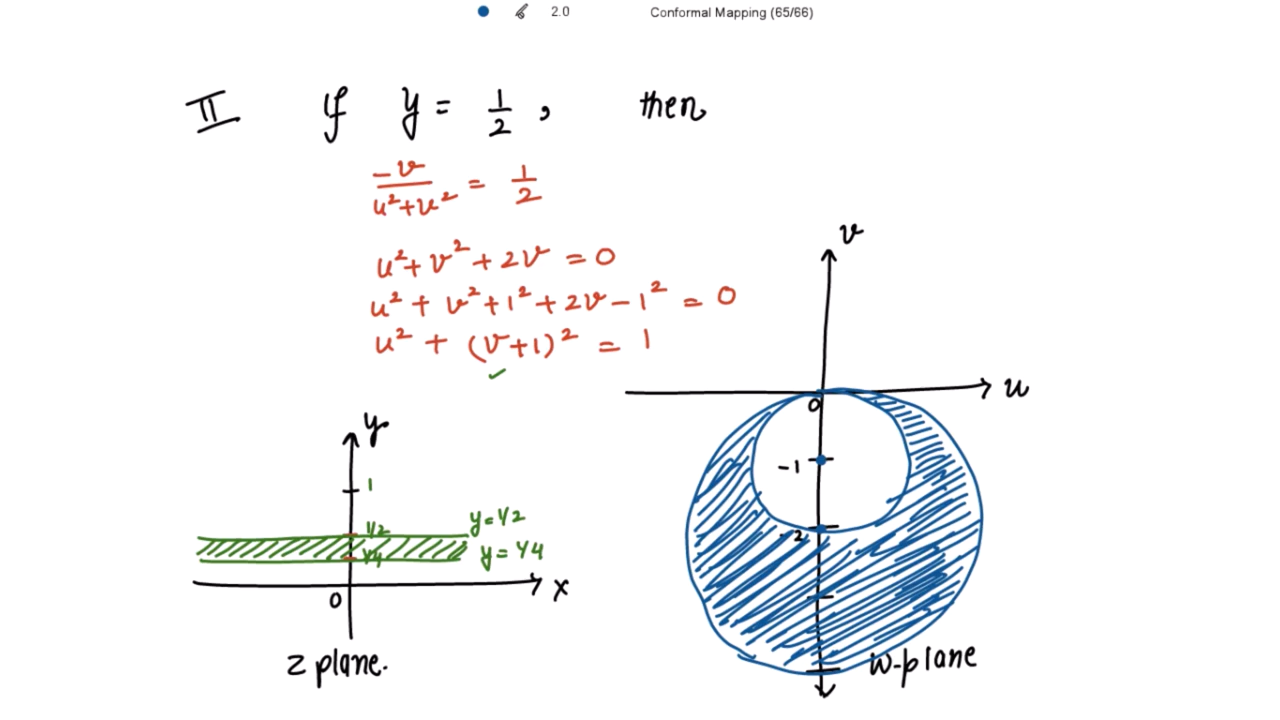 2.0 Conformal Mapping (65/66)
II If y = 1/2, then
-v/(u²+v²) = 1/2
u² + v² + 2v = 0
u² + v² + 1² + 2v - 1² = 0
u² + (v+1)² = 1
y
1
1/2
y = 1/2
1/4
y = 1/4
0
x
z plane.
v
u
0
-1
-2
w-plane